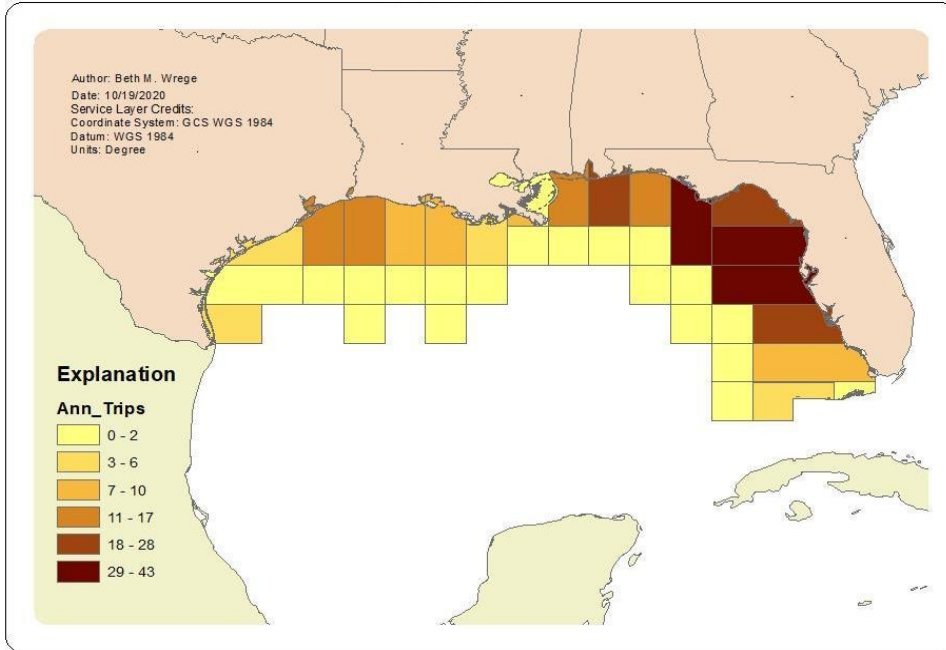 Author: Beth M. Wrege
Date: 10/19/2020
Service Layer Credits:
Coordinate System: GCS WGS 1984
Datum: WGS 1984
Units: Degree
Explanation
Ann_Trips
0 - 2
3 - 6
7 - 10
11 - 17
18 - 28
29 - 43